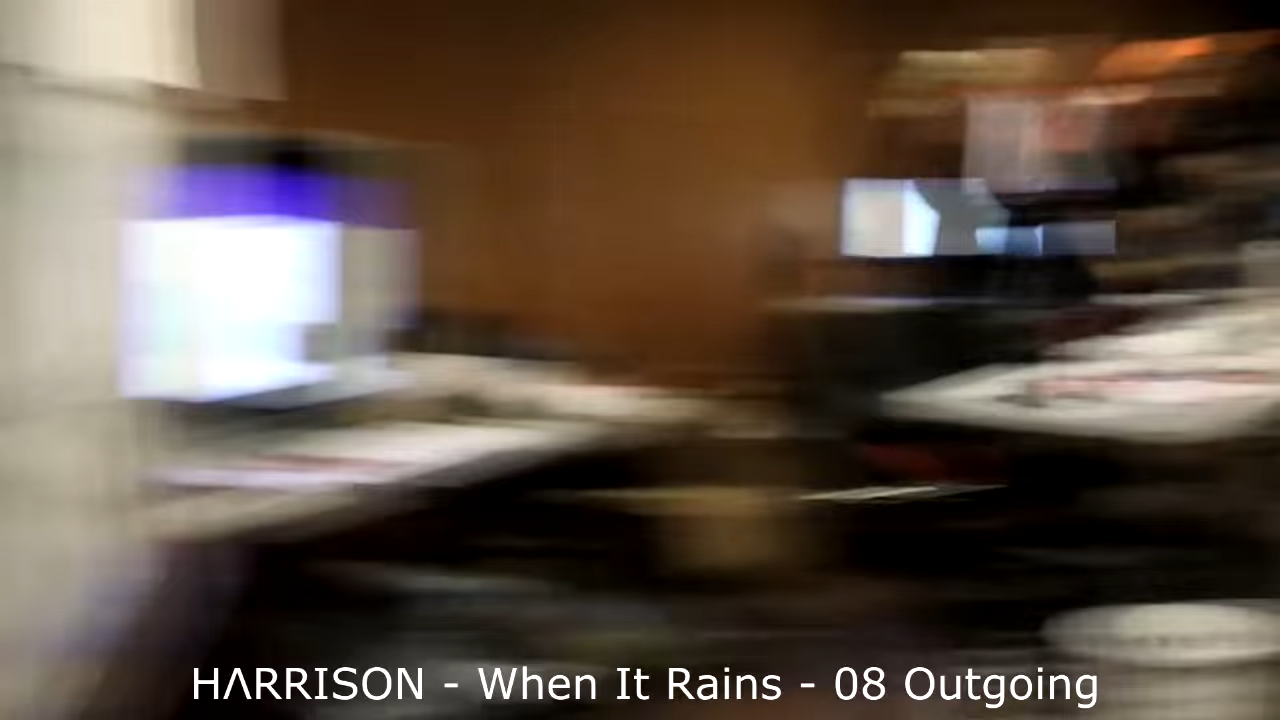 HΛRRISON - When It Rains - 08 Outgoing